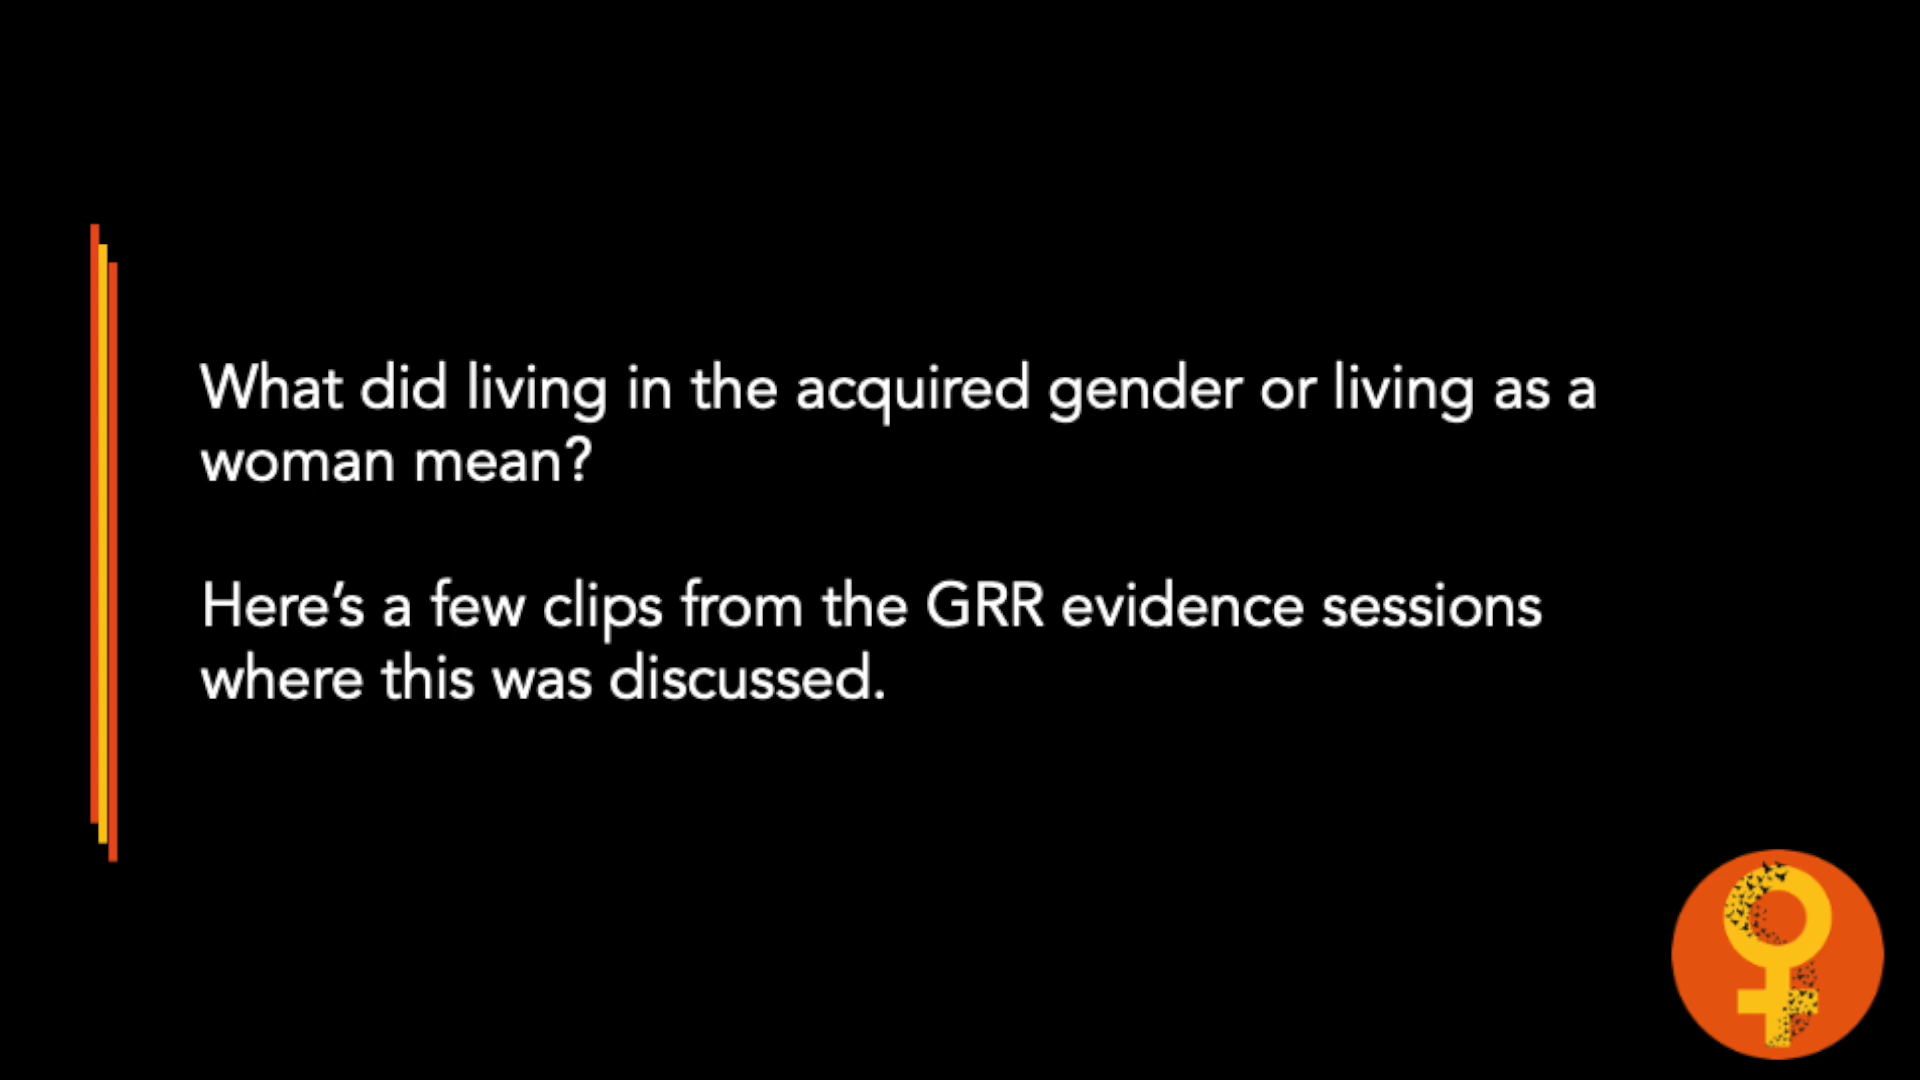 What did living in the acquired gender or living as a
woman mean?
Here’s a few clips from the GRR evidence sessions
where this was discussed.